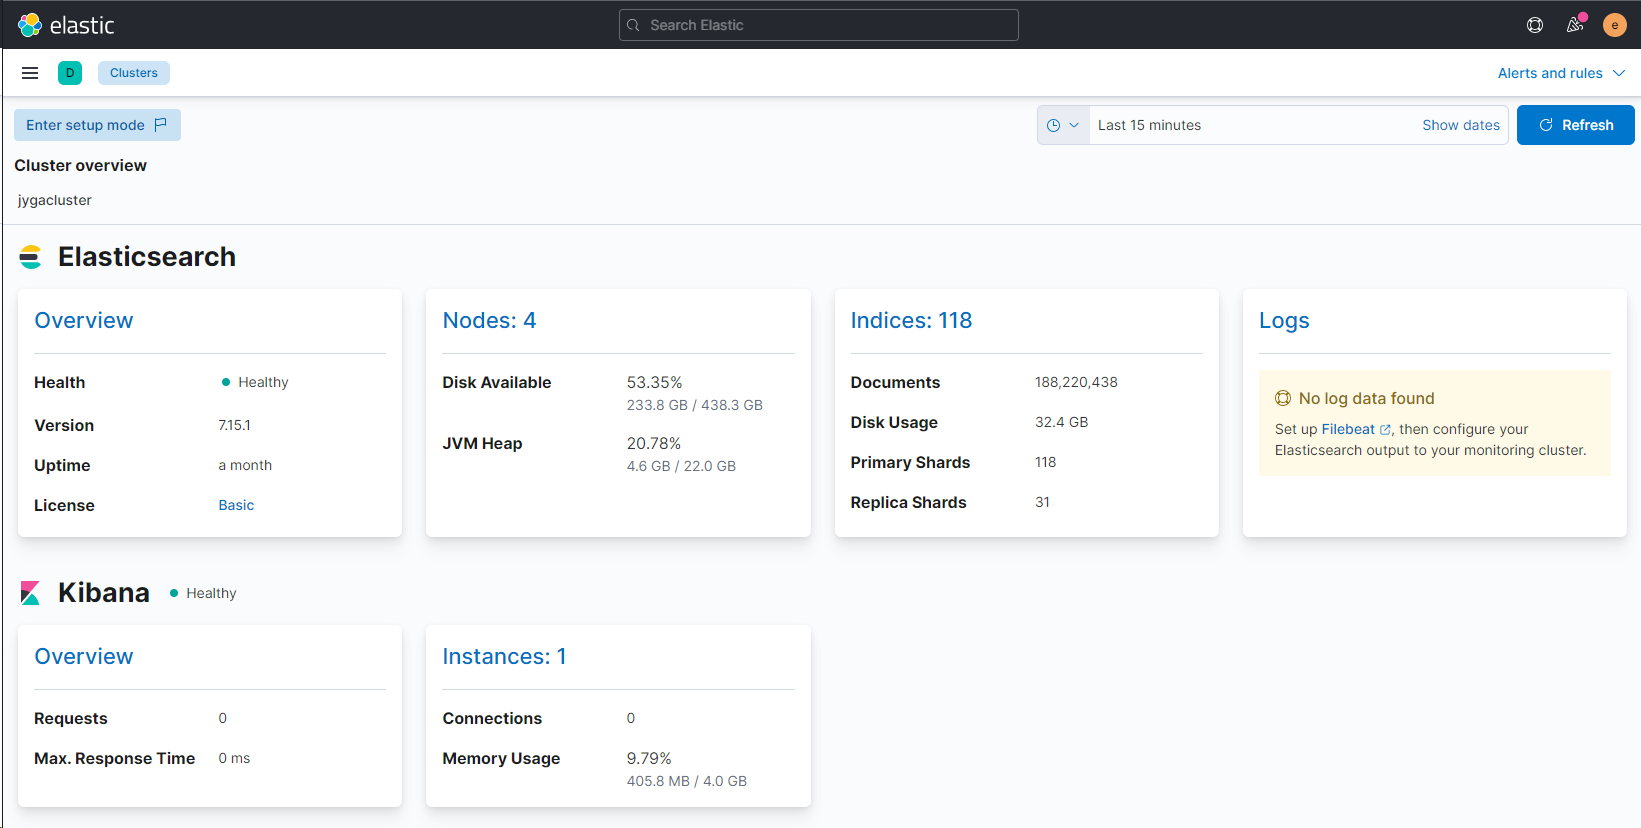 elastic
Search Elastic
e
D
Clusters
Alerts and rules
Enter setup mode
Last 15 minutes
Show dates
Refresh
Cluster overview
jygacluster
Elasticsearch
Overview
Health
Healthy
Version
7.15.1
Uptime
a month
License
Basic
Nodes: 4
Disk Available
53.35%
233.8 GB / 438.3 GB
JVM Heap
20.78%
4.6 GB / 22.0 GB
Indices: 118
Documents
188,220,438
Disk Usage
32.4 GB
Primary Shards
118
Replica Shards
31
Logs
No log data found
Set up Filebeat, then configure your
Elasticsearch output to your monitoring cluster.
Kibana
Healthy
Overview
Requests
0
Max. Response Time
0 ms
Instances: 1
Connections
0
Memory Usage
9.79%
405.8 MB / 4.0 GB